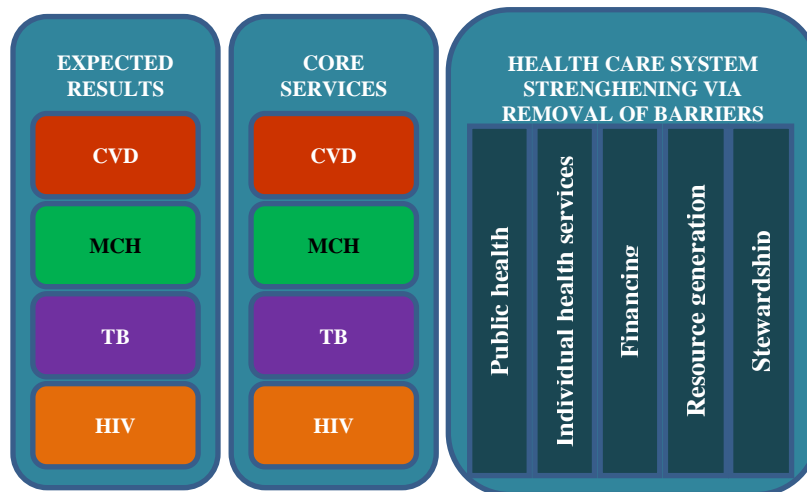 EXPECTED
RESULTS
CVD
MCH
TB
HIV
CORE
SERVICES
CVD
MCH
TB
HIV
HEALTH CARE SYSTEM
STRENGHENING VIA
REMOVAL OF BARRIERS
Public health
Individual health services
Financing
Resource generation
Stewardship